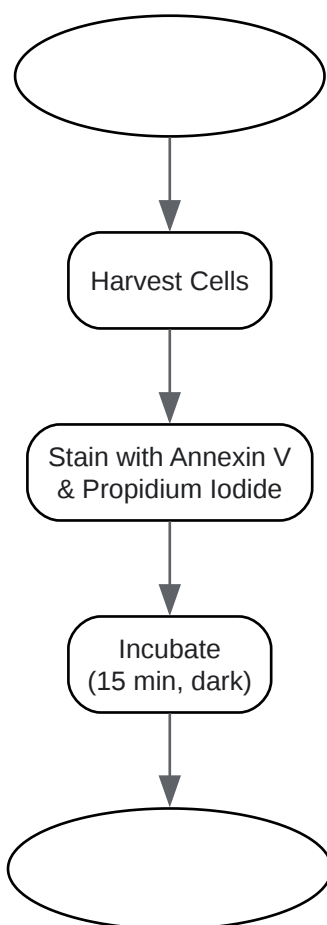 Harvest Cells
Stain with Annexin V
& Propidium Iodide
Incubate
(15 min, dark)